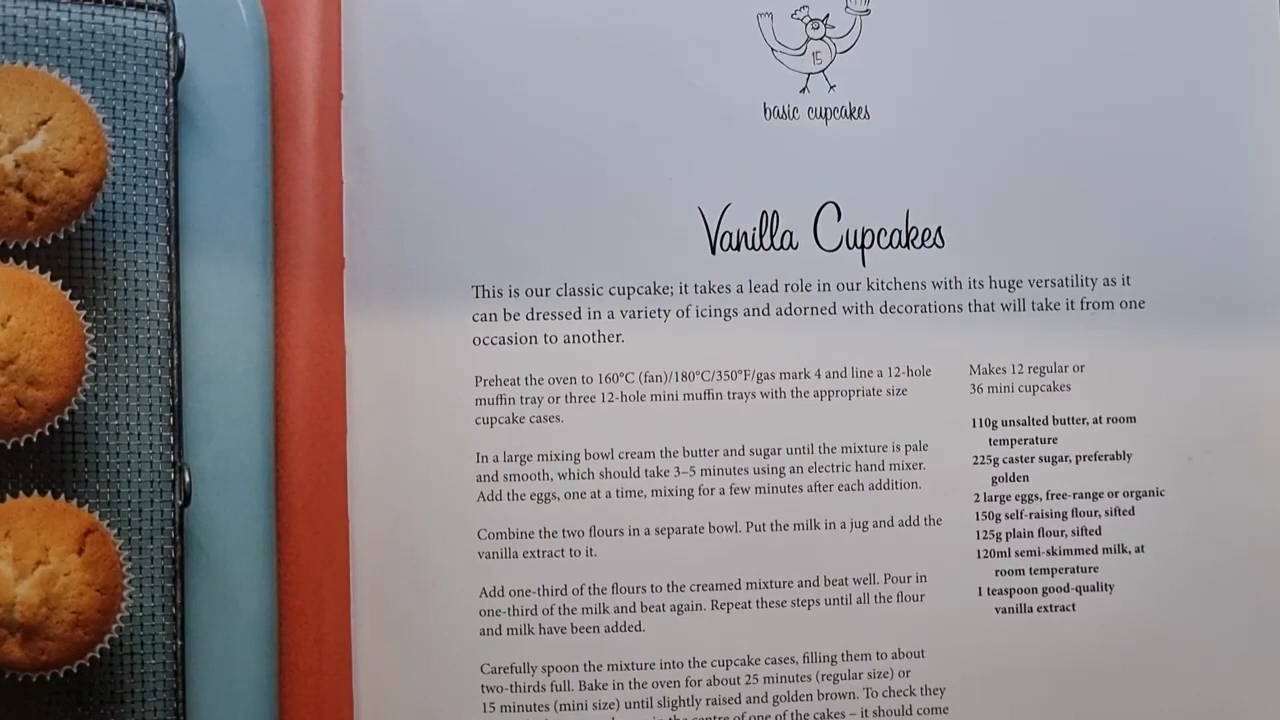 15
basic cupcakes
Vanilla Cupcakes
This is our classic cupcake; it takes a lead role in our kitchens with its huge versatility as it
can be dressed in a variety of icings and adorned with decorations that will take it from one
occasion to another.
Preheat the oven to 160°C (fan)/180°C/350°F/gas mark 4 and line a 12-hole
muffin tray or three 12-hole mini muffin trays with the appropriate size
cupcake cases.
In a large mixing bowl cream the butter and sugar until the mixture is pale
and smooth, which should take 3–5 minutes using an electric hand mixer.
Add the eggs, one at a time, mixing for a few minutes after each addition.
Combine the two flours in a separate bowl. Put the milk in a jug and add the
vanilla extract to it.
Add one-third of the flours to the creamed mixture and beat well. Pour in
one-third of the milk and beat again. Repeat these steps until all the flour
and milk have been added.
Carefully spoon the mixture into the cupcake cases, filling them to about
two-thirds full. Bake in the oven for about 25 minutes (regular size) or
15 minutes (mini size) until slightly raised and golden brown. To check they
centre of one of the cakes – it should come
Makes 12 regular or
36 mini cupcakes
110g unsalted butter, at room
temperature
225g caster sugar, preferably
golden
2 large eggs, free-range or organic
150g self-raising flour, sifted
125g plain flour, sifted
120ml semi-skimmed milk, at
room temperature
1 teaspoon good-quality
vanilla extract